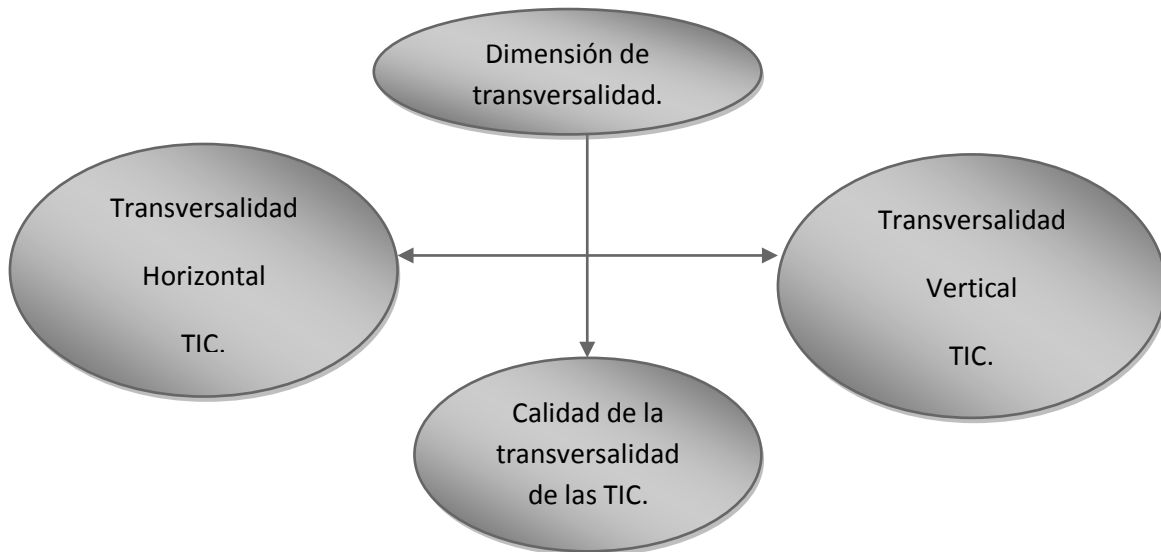 Dimensión de
transversalidad.
Transversalidad
Horizontal
TIC.
Transversalidad
Vertical
TIC.
Calidad de la
transversalidad
de las TIC.